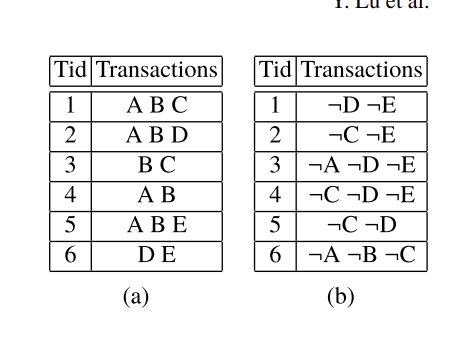 Y. Lu et al.
Tid Transactions Tid Transactions
1 A B C 1 ¬D ¬E
2 A B D 2 ¬C ¬E
3 B C 3 ¬A ¬D ¬E
4 A B 4 ¬C ¬D ¬E
5 A B E 5 ¬C ¬D
6 D E 6 ¬A ¬B ¬C
(a) (b)